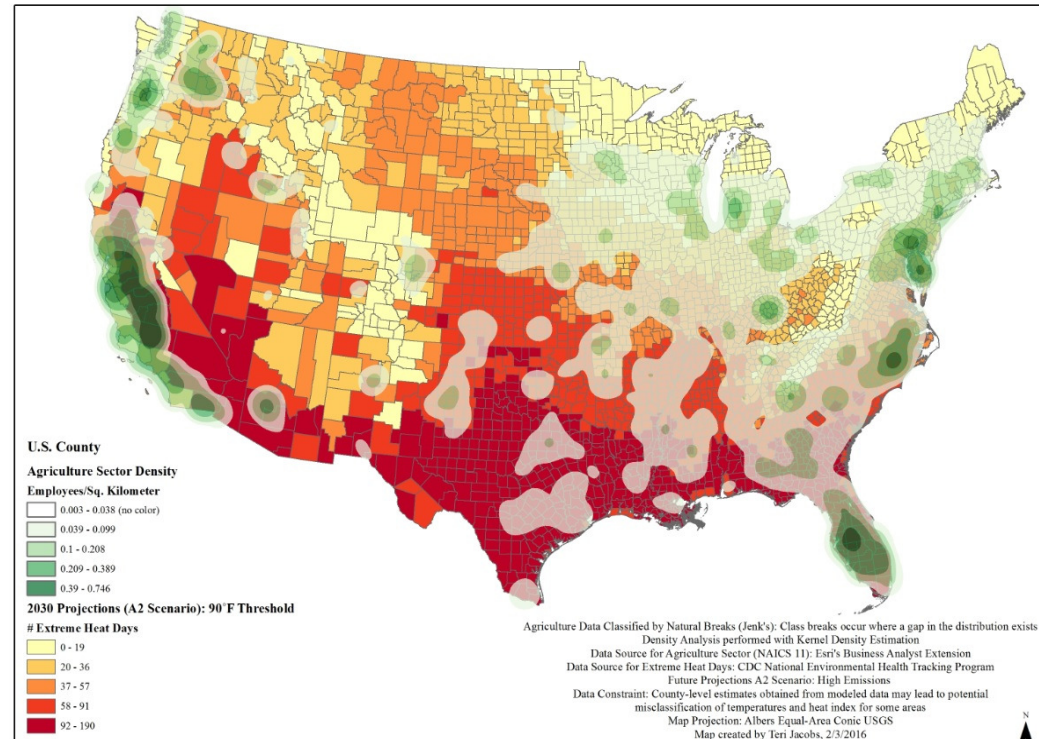 U.S. County
Agriculture Sector Density
Employees/Sq. Kilometer
0.003 - 0.038 (no color)
0.039 - 0.099
0.1 - 0.208
0.209 - 0.389
0.39 - 0.746
2030 Projections (A2 Scenario): 90°F Threshold
# Extreme Heat Days
0 - 19
20 - 36
37 - 57
58 - 91
92 - 190
Agriculture Data Classified by Natural Breaks (Jenk's): Class breaks occur where a gap in the distribution exists
Density Analysis performed with Kernel Density Estimation
Data Source for Agriculture Sector (NAICS 11): Esri's Business Analyst Extension
Data Source for Extreme Heat Days: CDC National Environmental Health Tracking Program
Future Projections A2 Scenario: High Emissions
Data Constraint: County-level estimates obtained from modeled data may lead to potential
misclassification of temperatures and heat index for some areas
Map Projection: Albers Equal-Area Conic USGS
Map created by Teri Jacobs, 2/3/2016
N